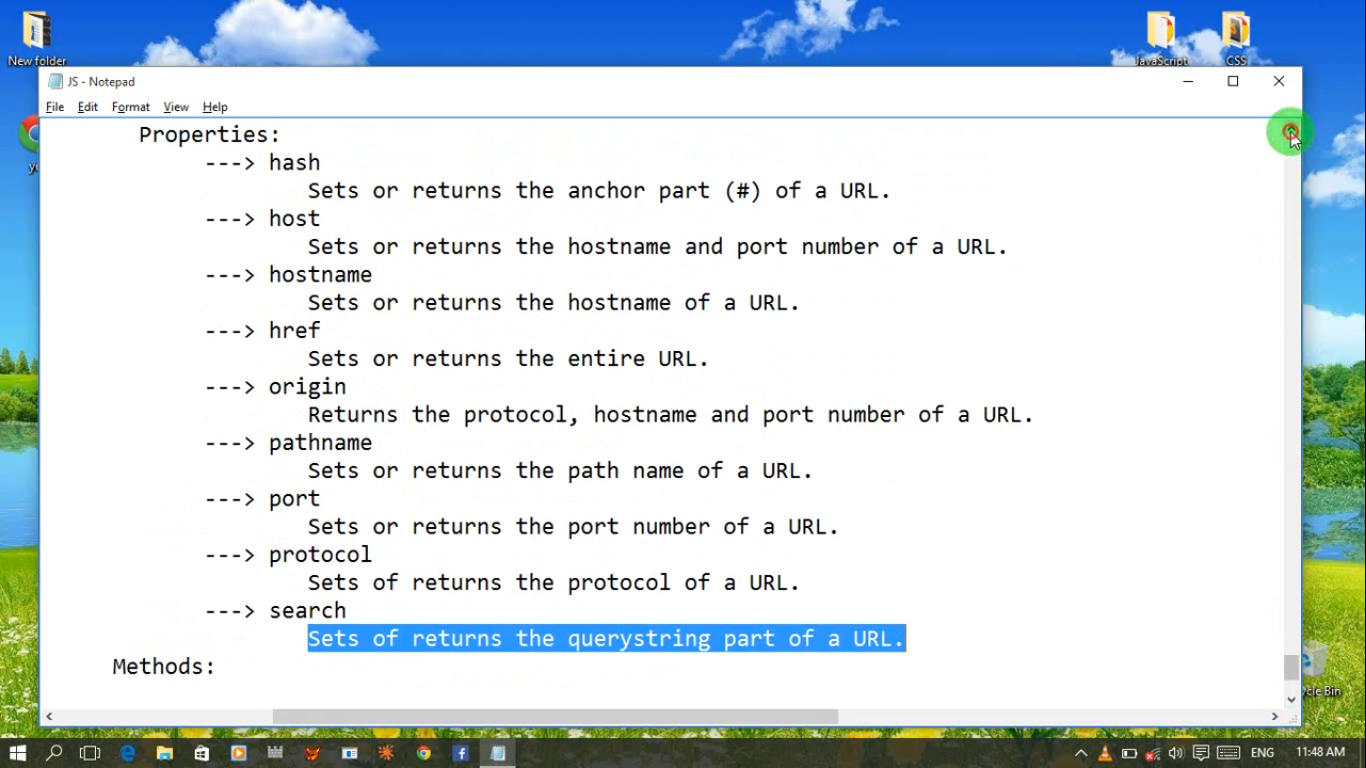 New folder
JavaScript
CSS
JS - Notepad
File Edit Format View Help
Properties:
---> hash
Sets or returns the anchor part (#) of a URL.
---> host
Sets or returns the hostname and port number of a URL.
---> hostname
Sets or returns the hostname of a URL.
---> href
Sets or returns the entire URL.
---> origin
Returns the protocol, hostname and port number of a URL.
---> pathname
Sets or returns the path name of a URL.
---> port
Sets or returns the port number of a URL.
---> protocol
Sets of returns the protocol of a URL.
---> search
Sets of returns the querystring part of a URL.
Methods:
ycle Bin
ENG 11:48 AM